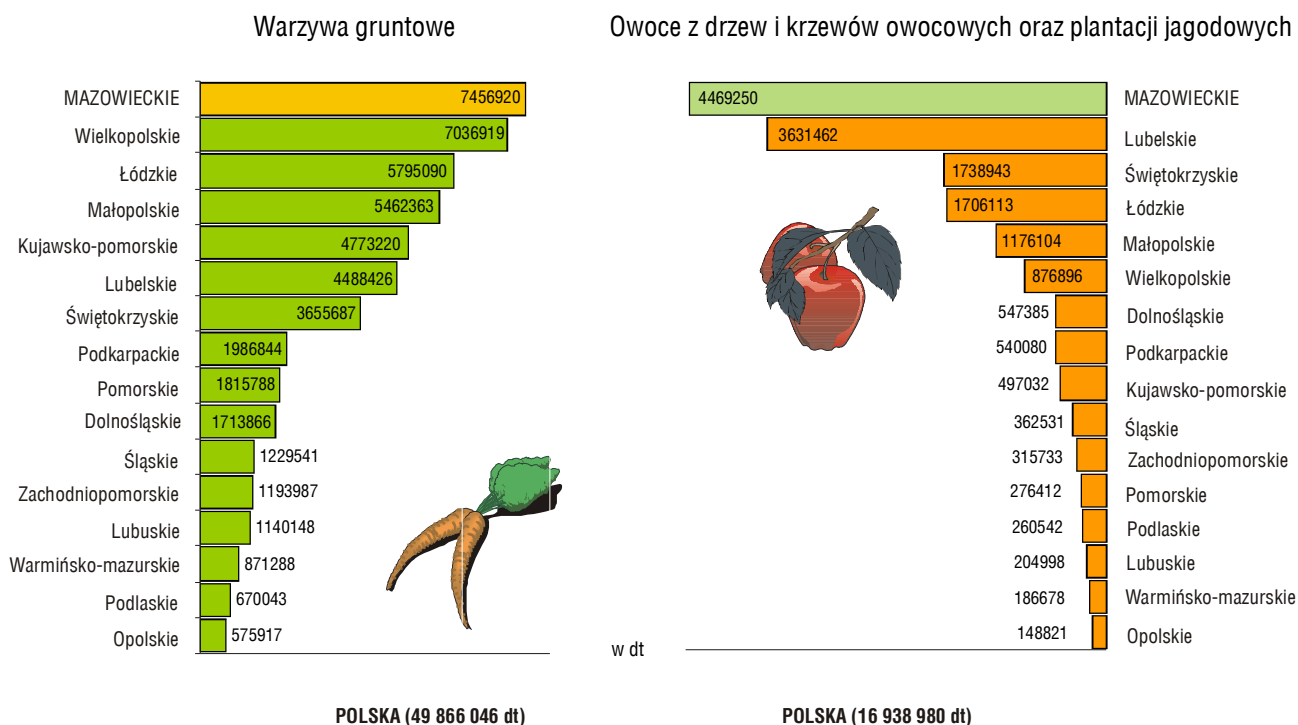 Warzywa gruntowe
MAZOWIECKIE 7456920
Wielkopolskie 7036919
Łódzkie 5795090
Małopolskie 5462363
Kujawsko-pomorskie 4773220
Lubelskie 4488426
Świętokrzyskie 3655687
Podkarpackie 1986844
Pomorskie 1815788
Dolnośląskie 1713866
Śląskie 1229541
Zachodniopomorskie 1193987
Lubuskie 1140148
Warmińsko-mazurskie 871288
Podlaskie 670043
Opolskie 575917
POLSKA (49 866 046 dt)
w dt
Owoce z drzew i krzewów owocowych oraz plantacji jagodowych
4469250 MAZOWIECKIE
3631462 Lubelskie
1738943 Świętokrzyskie
1706113 Łódzkie
1176104 Małopolskie
876896 Wielkopolskie
547385 Dolnośląskie
540080 Podkarpackie
497032 Kujawsko-pomorskie
362531 Śląskie
315733 Zachodniopomorskie
276412 Pomorskie
260542 Podlaskie
204998 Lubuskie
186678 Warmińsko-mazurskie
148821 Opolskie
POLSKA (16 938 980 dt)